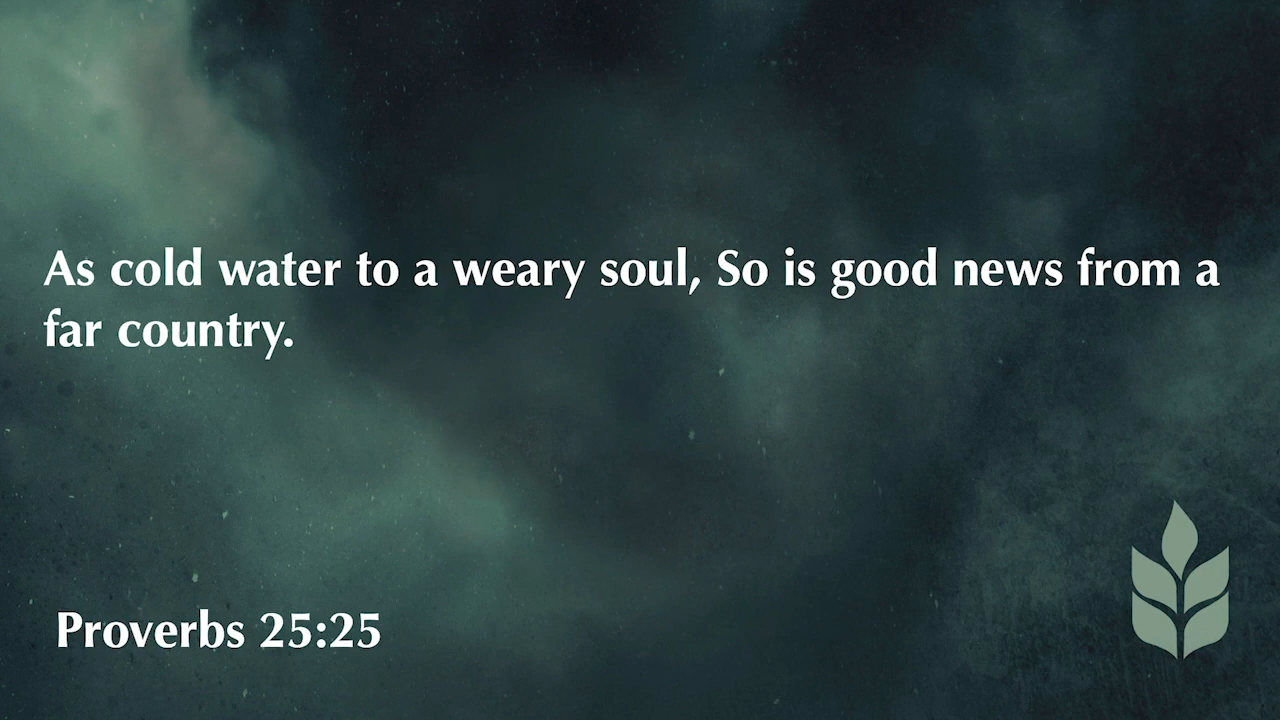 As cold water to a weary soul, So is good news from a
far country.
Proverbs 25:25